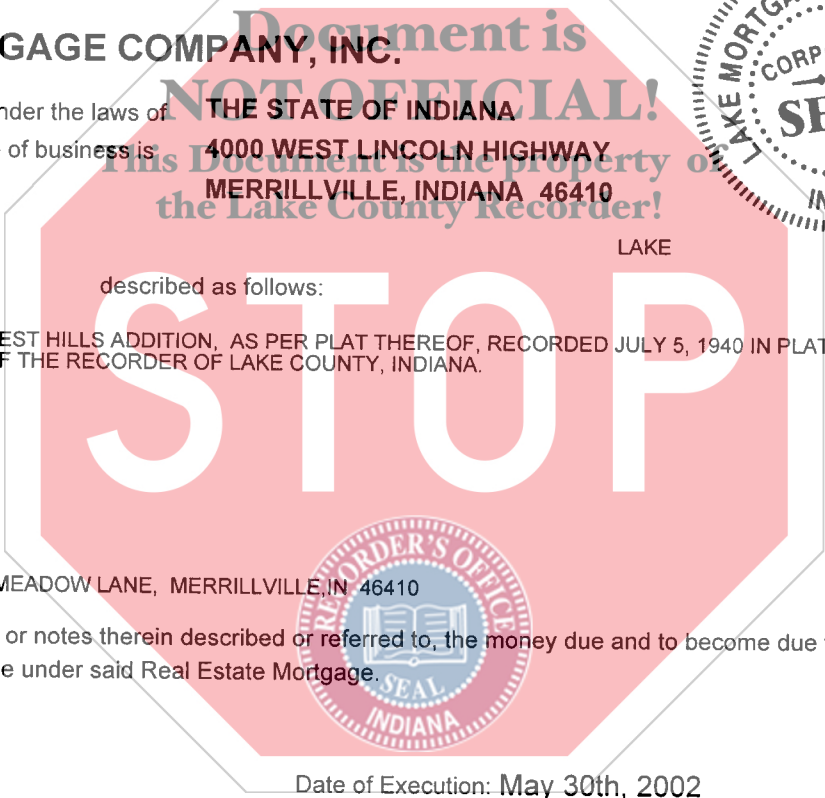 GAGE COMPANY, INC.
Document is
NOT OFFICIAL!
This Document is the property of
the Lake County Recorder!
nder the laws of THE STATE OF INDIANA
of business is 4000 WEST LINCOLN HIGHWAY
MERRILLVILLE, INDIANA 46410
LAKE MORTGA
CORP
SE
IN
LAKE
described as follows:
EST HILLS ADDITION, AS PER PLAT THEREOF, RECORDED JULY 5, 1940 IN PLAT
F THE RECORDER OF LAKE COUNTY, INDIANA.
STOP
MEADOW LANE, MERRILLVILLE,IN 46410
or notes therein described or referred to, the money due and to become due
e under said Real Estate Mortgage.
RECORDER'S OFFICE
SEAL
INDIANA
Date of Execution: May 30th, 2002